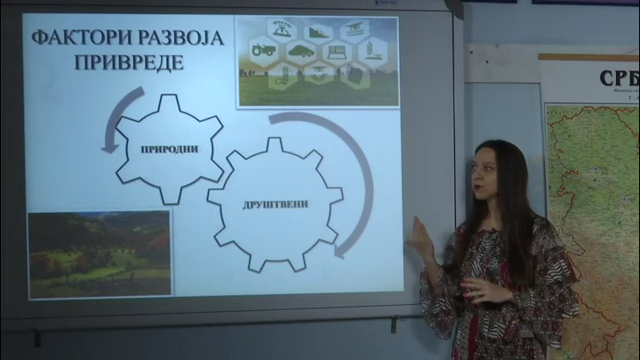 ФАКТОРИ РАЗВОЈА
ПРИВРЕДЕ
ПРИРОДНИ
ДРУШТВЕНИ
СРБ